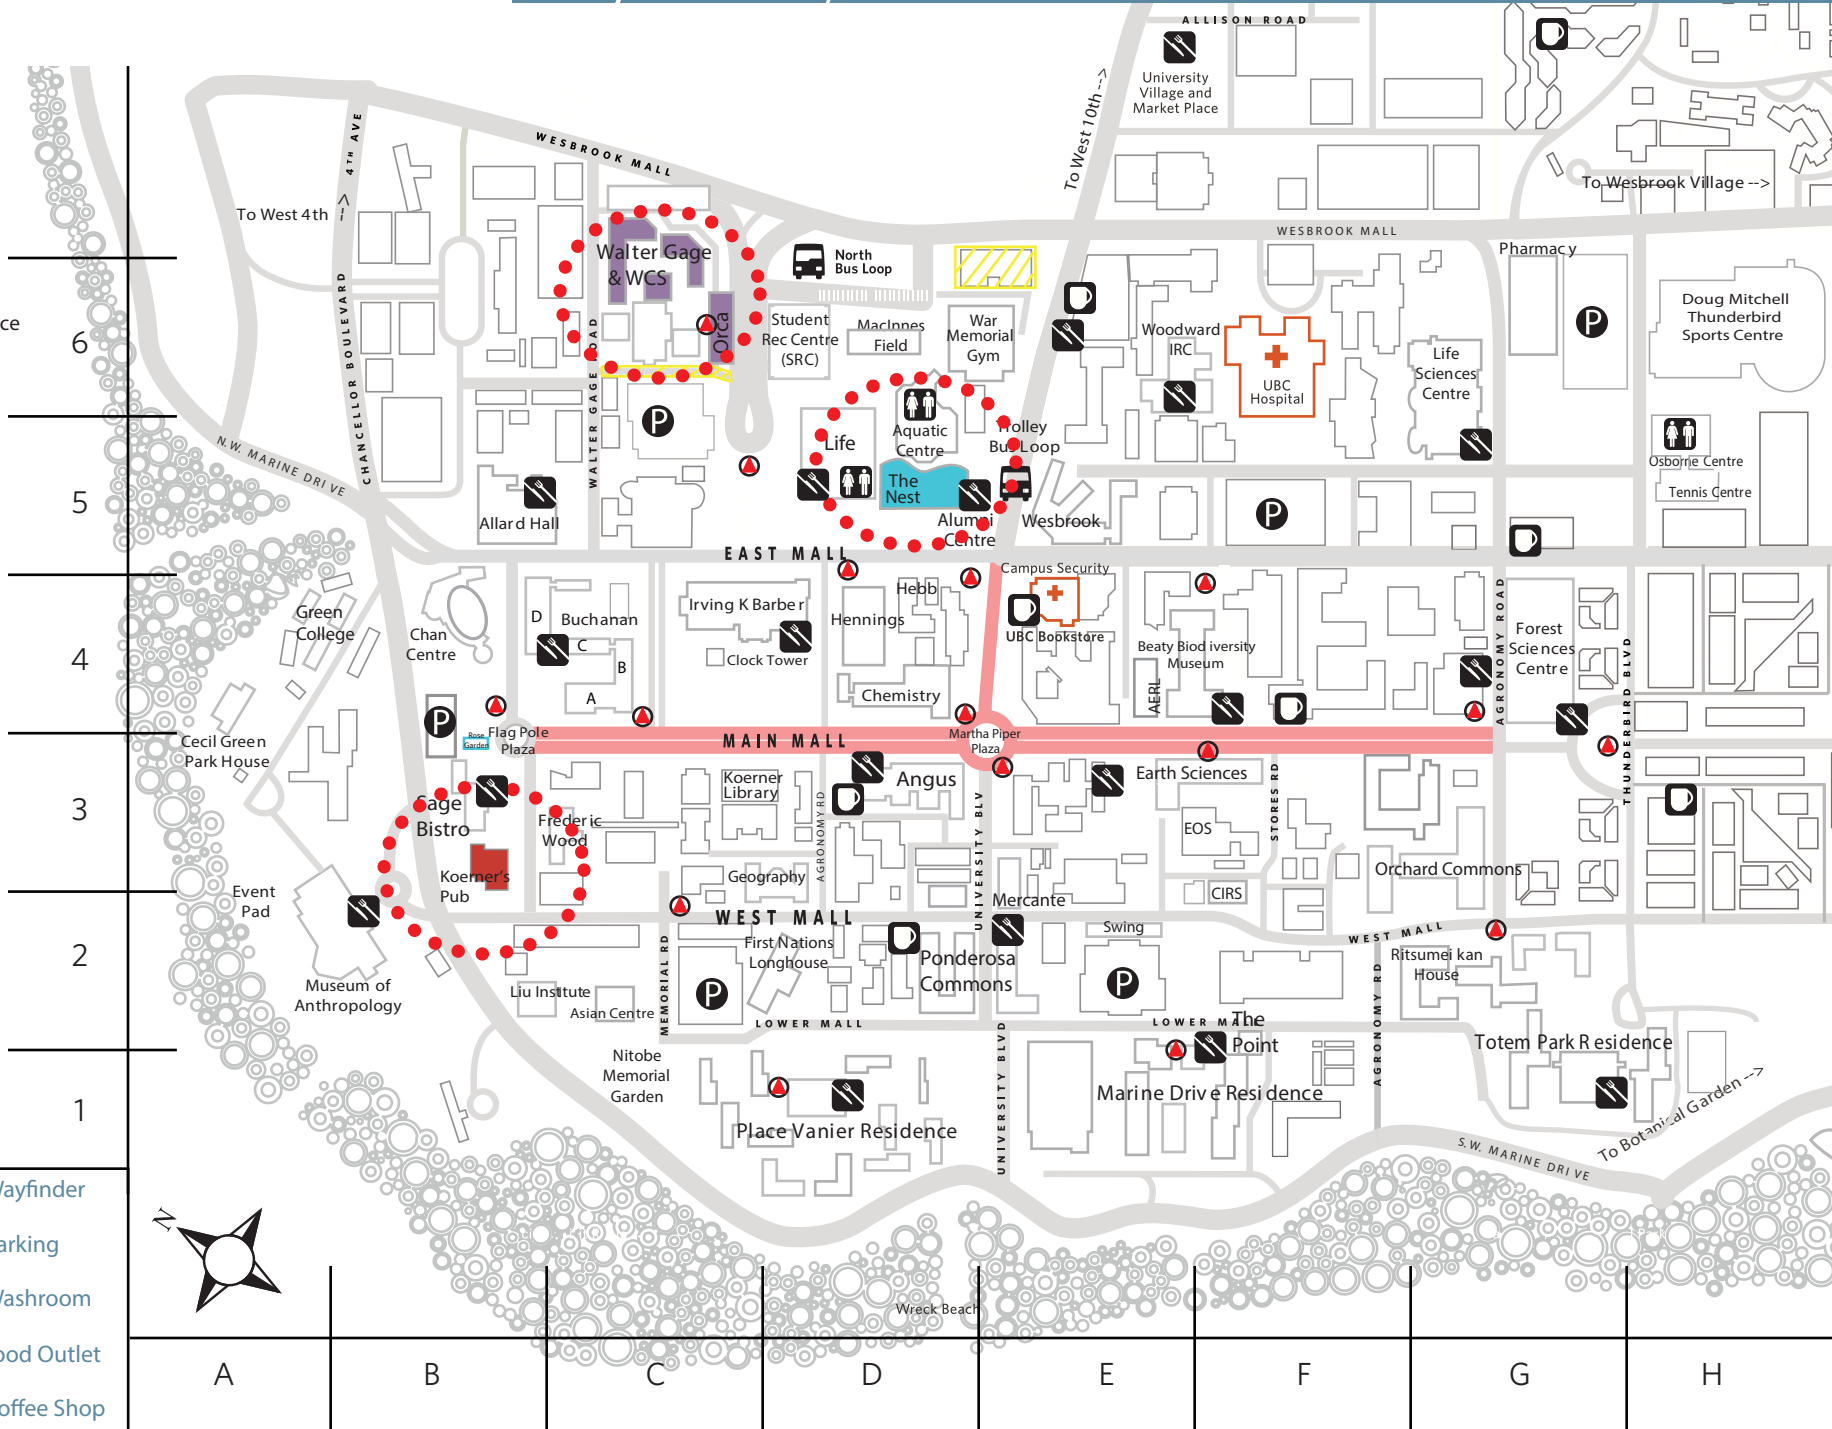 ALLISON ROAD
University
Village and
Market Place
To West 10th -->
WESBROOK MALL
4TH AVE
To West 4th -->
To Wesbrook Village -->
WESBROOK MALL
Pharmacy
Walter Gage
& WCS
North
Bus Loop
Orca
Student
Rec Centre
(SRC)
MacInnes
Field
War
Memorial
Gym
Woodward
IRC
UBC
Hospital
Life
Sciences
Centre
P
Doug Mitchell
Thunderbird
Sports Centre
ce
6
CHANCELLOR BOULEVARD
WALTER GAGE ROAD
N.W. MARINE DRIVE
P
Life
Aquatic
Centre
Trolley
Bus Loop
The
Nest
Alumni
Centre
Wesbrook
P
Osborne Centre
Tennis Centre
5
Allard Hall
EAST MALL
Campus Security
Green
College
Chan
Centre
D
Buchanan
C
B
A
Irving K Barber
Clock Tower
Hebb
Hennings
Chemistry
UBC Bookstore
Beaty Biodiversity
Museum
AERL
AGRONOMY ROAD
Forest
Sciences
Centre
THUNDERBIRD BLVD
4
P
Rose
Garden
Flag Pole
Plaza
MAIN MALL
Martha Piper
Plaza
Cecil Green
Park House
Koerner
Library
Angus
Earth Sciences
AGRONOMY RD
UNIVERSITY BLV
STORES RD
3
Sage
Bistro
Frederic
Wood
EOS
Koerner's
Pub
Geography
CIRS
Orchard Commons
Event
Pad
WEST MALL
Mercante
Swing
WEST MALL
2
First Nations
Longhouse
Ponderosa
Commons
P
P
Ritsumeikan
House
Museum of
Anthropology
Liu Institute
Asian Centre
MEMORIAL RD
LOWER MALL
LOWER MALL
The
Point
AGRONOMY RD
Totem Park Residence
Nitobe
Memorial
Garden
UNIVERSITY BLVD
Marine Drive Residence
1
Place Vanier Residence
To Botanical Garden -->
S.W. MARINE DRIVE
Wayfinder
N
arking
Washroom
ood Outlet
offee Shop
Wreck Beach
A
B
C
D
E
F
G
H